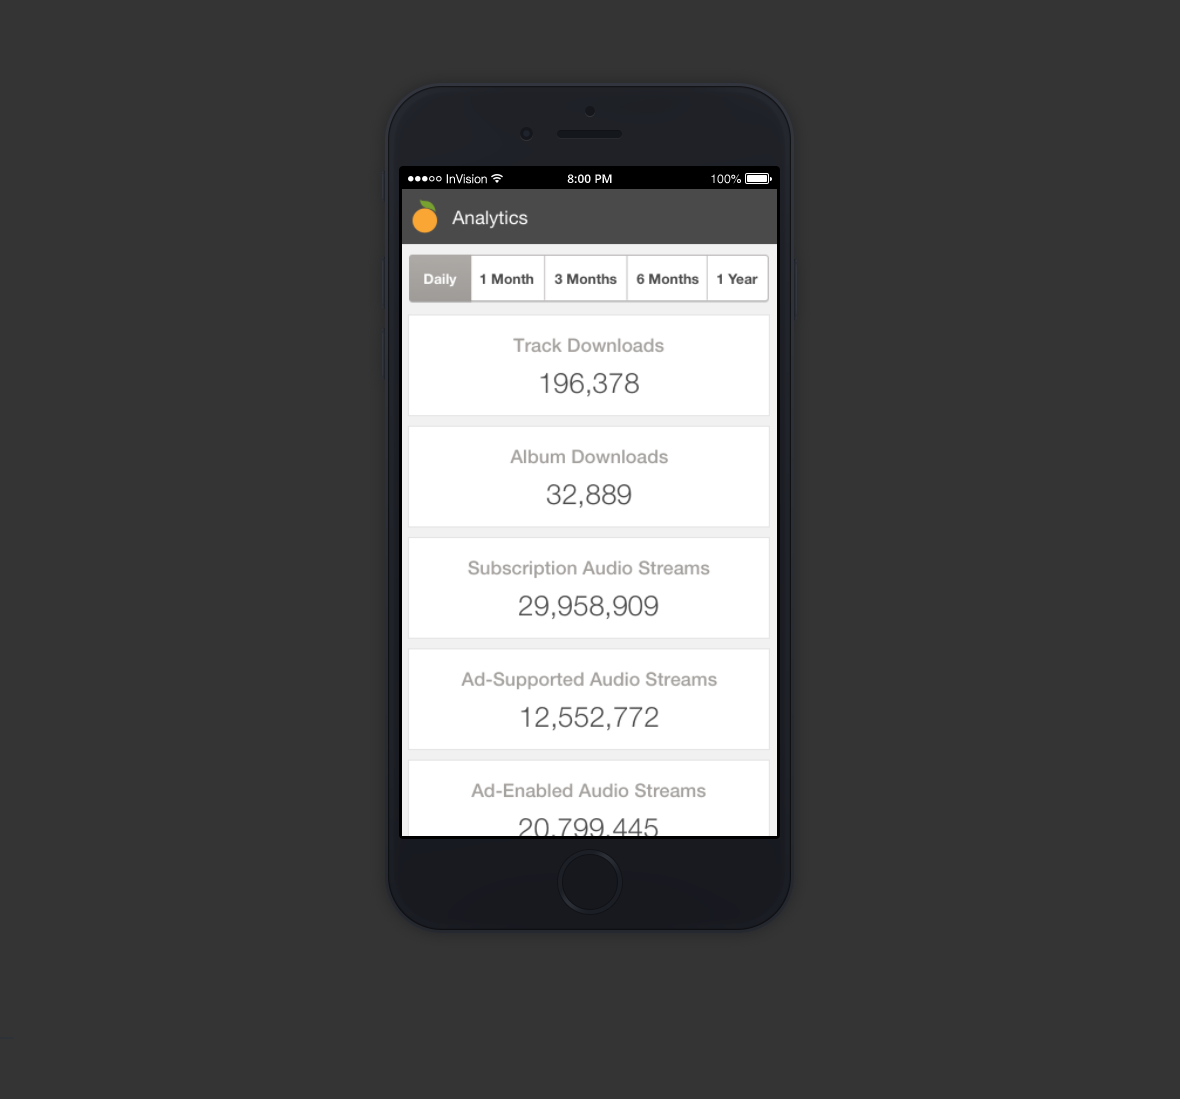 InVision 8:00 PM 100%
Analytics
Daily 1 Month 3 Months 6 Months 1 Year
Track Downloads
196,378
Album Downloads
32,889
Subscription Audio Streams
29,958,909
Ad-Supported Audio Streams
12,552,772
Ad-Enabled Audio Streams
20,799,445